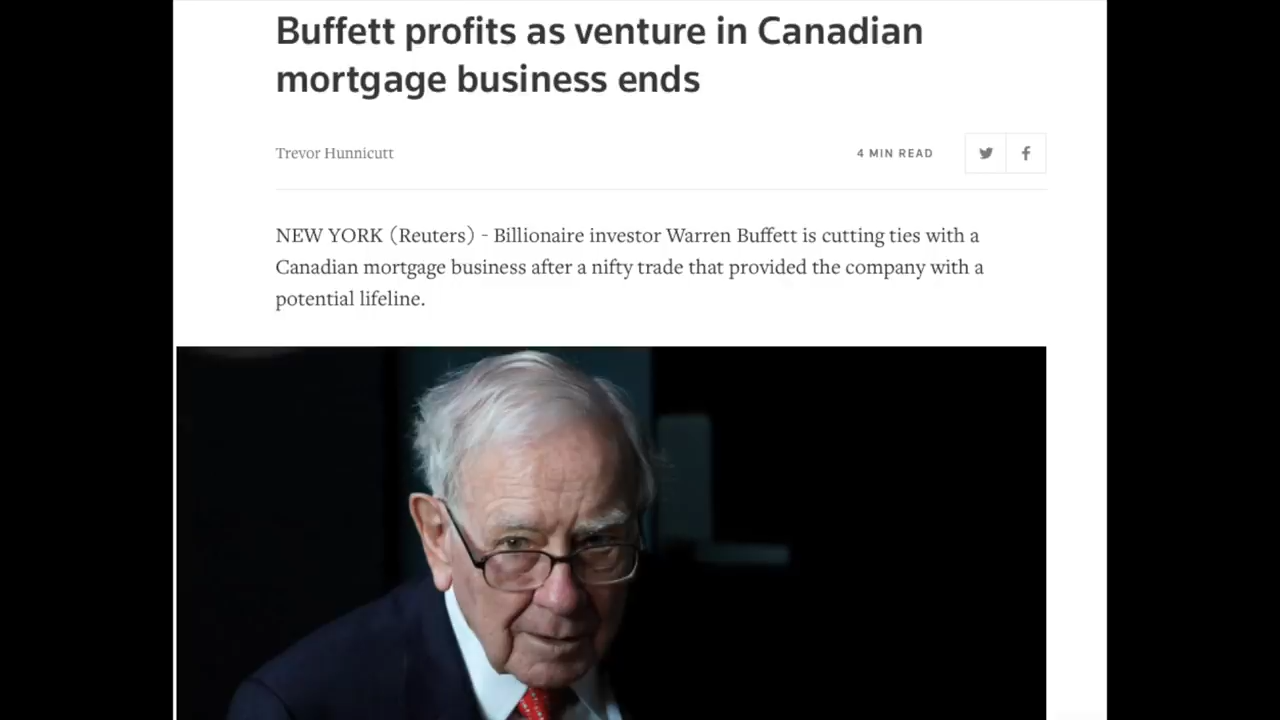 Buffett profits as venture in Canadian
mortgage business ends
Trevor Hunnicutt
4 MIN READ
NEW YORK (Reuters) - Billionaire investor Warren Buffett is cutting ties with a
Canadian mortgage business after a nifty trade that provided the company with a
potential lifeline.